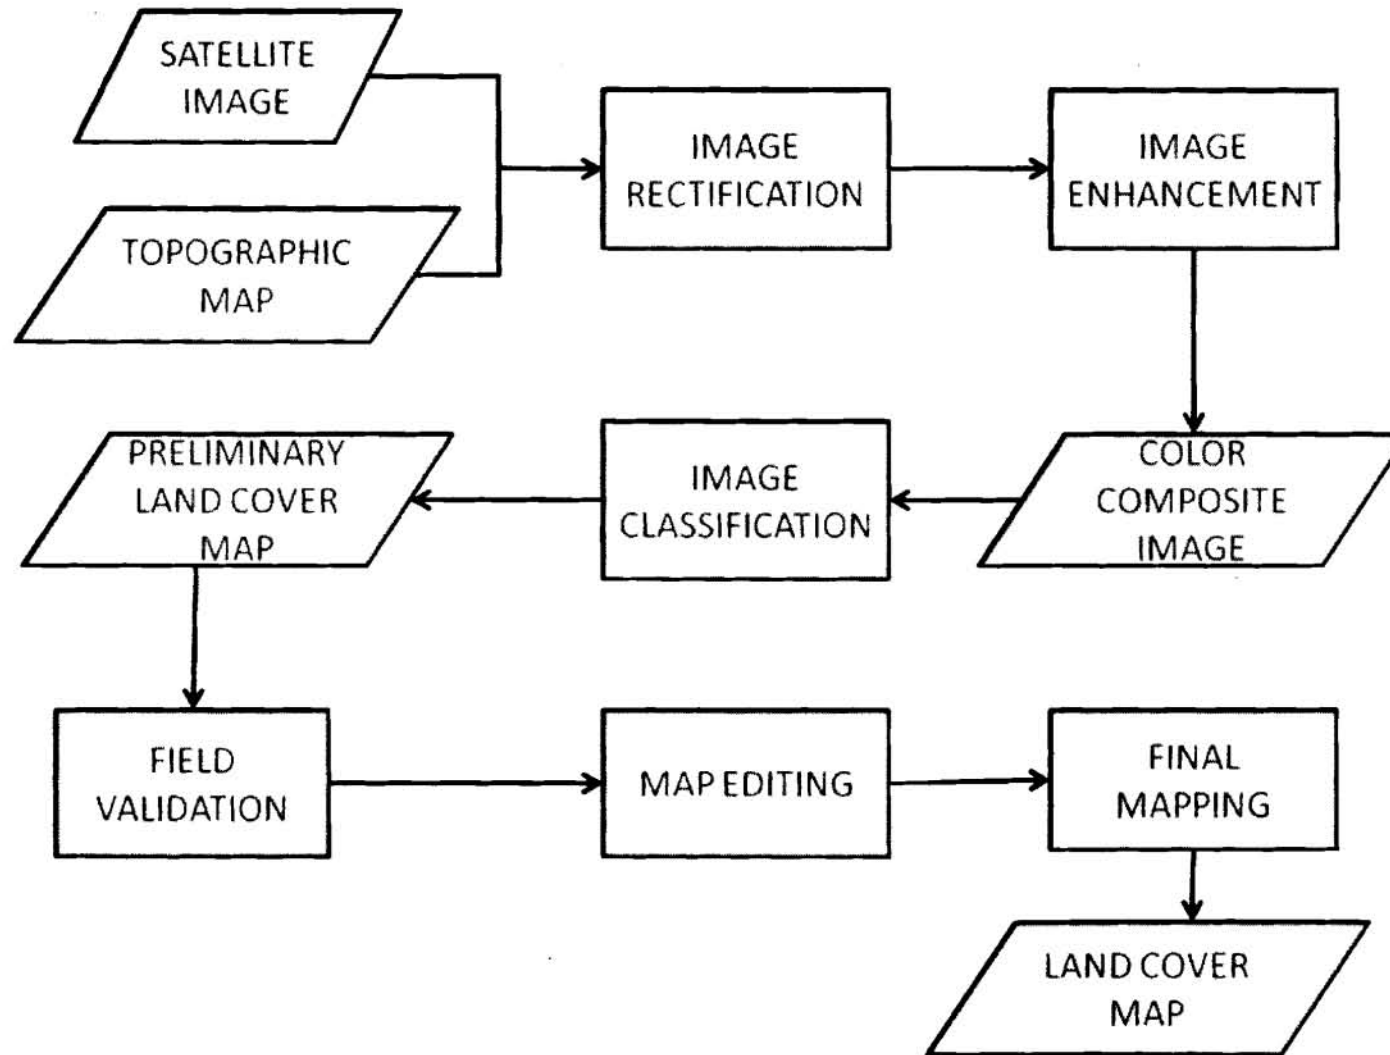 SATELLITE
IMAGE
TOPOGRAPHIC
MAP
IMAGE
RECTIFICATION
IMAGE
ENHANCEMENT
COLOR
COMPOSITE
IMAGE
IMAGE
CLASSIFICATION
PRELIMINARY
LAND COVER
MAP
FIELD
VALIDATION
MAP EDITING
FINAL
MAPPING
LAND COVER
MAP